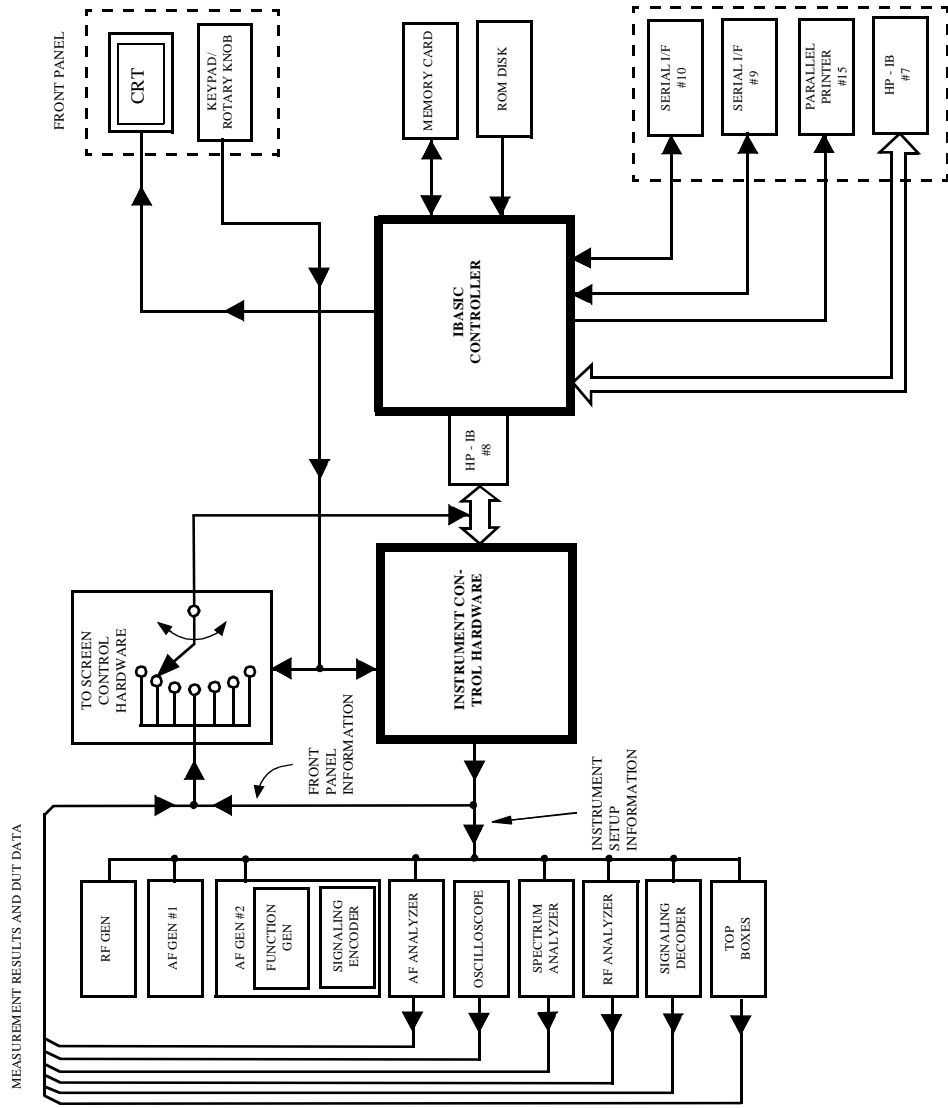 FRONT PANEL
CRT
KEYPAD/
ROTARY KNOB
MEMORY CARD
ROM DISK
SERIAL I/F
#10
SERIAL I/F
#9
PARALLEL
PRINTER
#15
HP - IB
#7
IBASIC
CONTROLLER
HP - IB
#8
TO SCREEN
CONTROL
HARDWARE
INSTRUMENT CON-
TROL HARDWARE
FRONT
PANEL
INFORMATION
INSTRUMENT
SETUP
INFORMATION
MEASUREMENT RESULTS AND DUT DATA
RF GEN
AF GEN #1
AF GEN #2
FUNCTION
GEN
SIGNALING
ENCODER
AF ANALYZER
OSCILLOSCOPE
SPECTRUM
ANALYZER
RF ANALYZER
SIGNALING
DECODER
TOP
BOXES